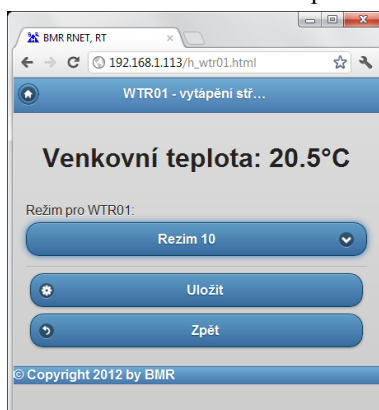 BMR RNET, RT
192.168.1.113/h_wtr01.html
WTR01 - vytápění stř…
Venkovní teplota: 20.5°C
Režim pro WTR01:
Rezim 10
Uložit
Zpět
© Copyright 2012 by BMR